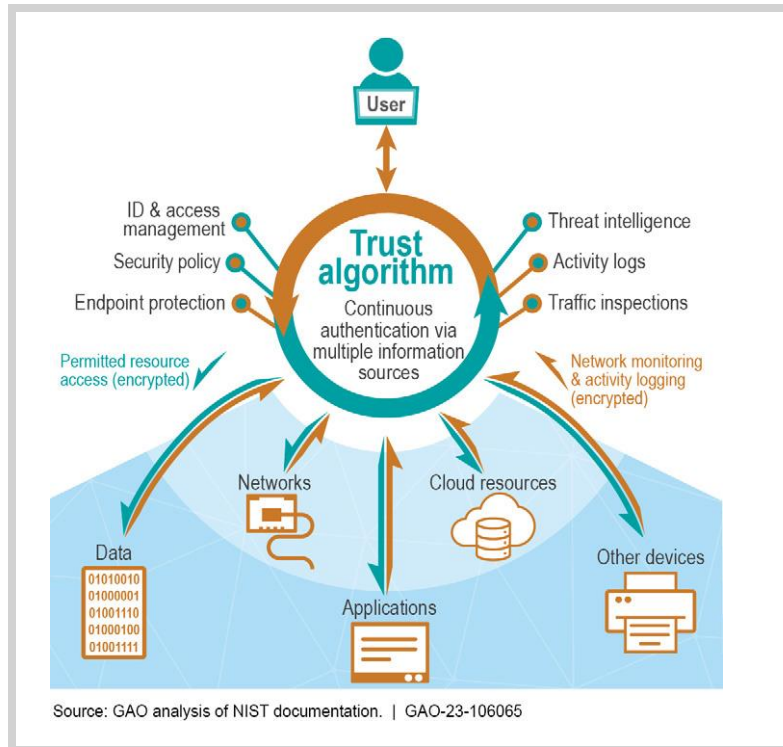 User
ID & access
management
Security policy
Endpoint protection
Trust
algorithm
Continuous
authentication via
multiple information
sources
Threat intelligence
Activity logs
Traffic inspections
Permitted resource
access (encrypted)
Network monitoring
& activity logging
(encrypted)
Networks
Cloud resources
Data
01010010
01000001
01001110
01000100
01001111
Applications
Other devices
Source: GAO analysis of NIST documentation. | GAO-23-106065